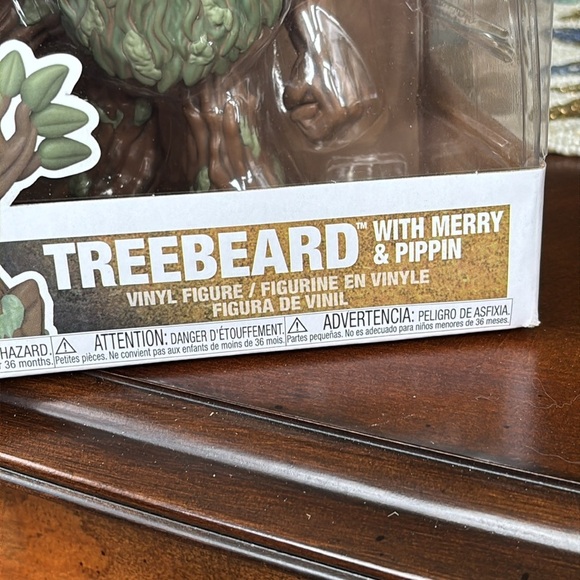 TREEBEARD™ WITH MERRY
& PIPPIN
VINYL FIGURE / FIGURINE EN VINYLE
FIGURA DE VINIL
HAZARD.
36 months.
ATTENTION: DANGER D'ÉTOUFFEMENT.
Petites pièces. Ne convient pas aux enfants de moins de 36 mois.
ADVERTENCIA: PELIGRO DE ASFIXIA.
Partes pequeñas. No es adecuado para niños menores de 36 meses.